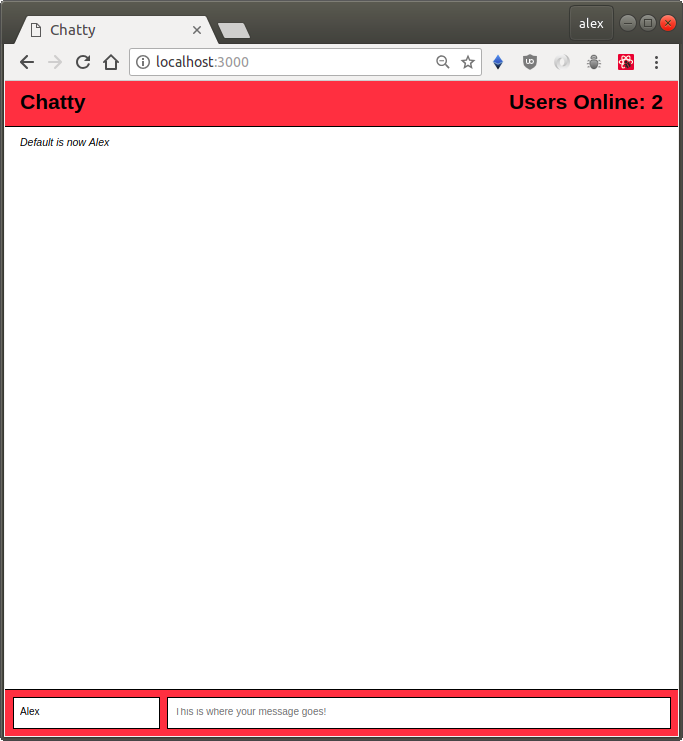 Chatty
alex
localhost:3000
Chatty
Users Online: 2
Default is now Alex
Alex
This is where your message goes!